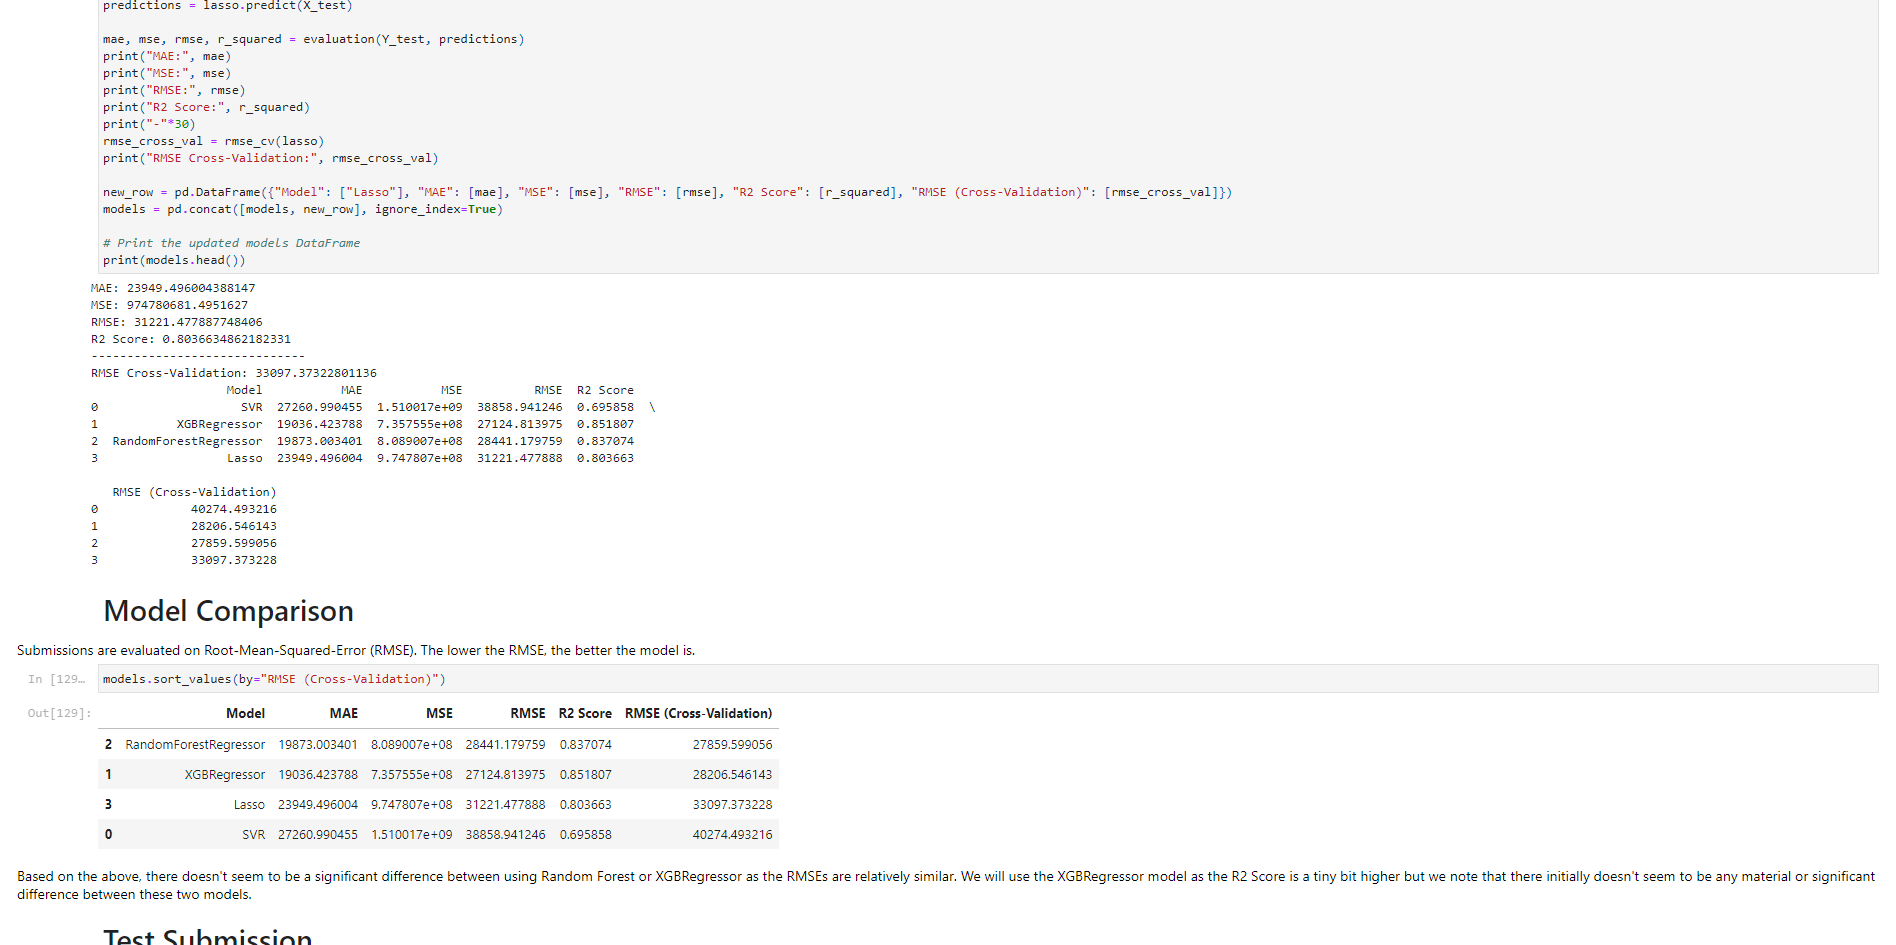 predictions = lasso.predict(X_test)
mae, mse, rmse, r_squared = evaluation(Y_test, predictions)
print("MAE:", mae)
print("MSE:", mse)
print("RMSE:", rmse)
print("R2 Score:", r_squared)
print("-"*30)
rmse_cross_val = rmse_cv(lasso)
print("RMSE Cross-Validation:", rmse_cross_val)
new_row = pd.DataFrame({"Model": ["Lasso"], "MAE": [mae], "MSE": [mse], "RMSE": [rmse], "R2 Score": [r_squared], "RMSE (Cross-Validation)": [rmse_cross_val]})
models = pd.concat([models, new_row], ignore_index=True)
# Print the updated models DataFrame
print(models.head())
MAE: 23949.496004388147
MSE: 974780681.4951627
RMSE: 31221.477887748406
R2 Score: 0.8036634862182331
------------------------------
RMSE Cross-Validation: 33097.37322801136
Model MAE MSE RMSE R2 Score
0 SVR 27260.990455 1.510017e+09 38858.941246 0.695858 \
1 XGBRegressor 19036.423788 7.357555e+08 27124.813975 0.851807
2 RandomForestRegressor 19873.003401 8.089007e+08 28441.179759 0.837074
3 Lasso 23949.496004 9.747807e+08 31221.477888 0.803663
RMSE (Cross-Validation)
0 40274.493216
1 28206.546143
2 27859.599056
3 33097.373228
Model Comparison
Submissions are evaluated on Root-Mean-Squared-Error (RMSE). The lower the RMSE, the better the model is.
In [129… models.sort_values(by="RMSE (Cross-Validation)")
Out[129]: Model MAE MSE RMSE R2 Score RMSE (Cross-Validation)
2 RandomForestRegressor 19873.003401 8.089007e+08 28441.179759 0.837074 27859.599056
1 XGBRegressor 19036.423788 7.357555e+08 27124.813975 0.851807 28206.546143
3 Lasso 23949.496004 9.747807e+08 31221.477888 0.803663 33097.373228
0 SVR 27260.990455 1.510017e+09 38858.941246 0.695858 40274.493216
Based on the above, there doesn't seem to be a significant difference between using Random Forest or XGBRegressor as the RMSEs are relatively similar. We will use the XGBRegressor model as the R2 Score is a tiny bit higher but we note that there initially doesn't seem to be any material or significant
difference between these two models.
Test Submission